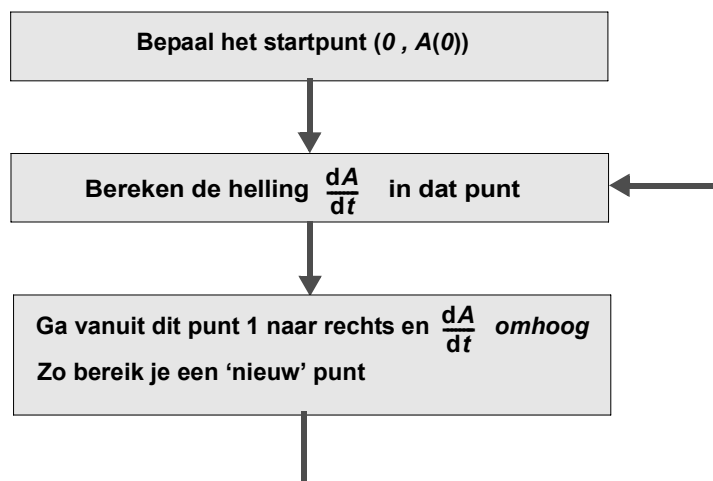 Bepaal het startpunt (0 , A(0))
Bereken de helling dA/dt in dat punt
Ga vanuit dit punt 1 naar rechts en dA/dt omhoog
Zo bereik je een ‘nieuw’ punt